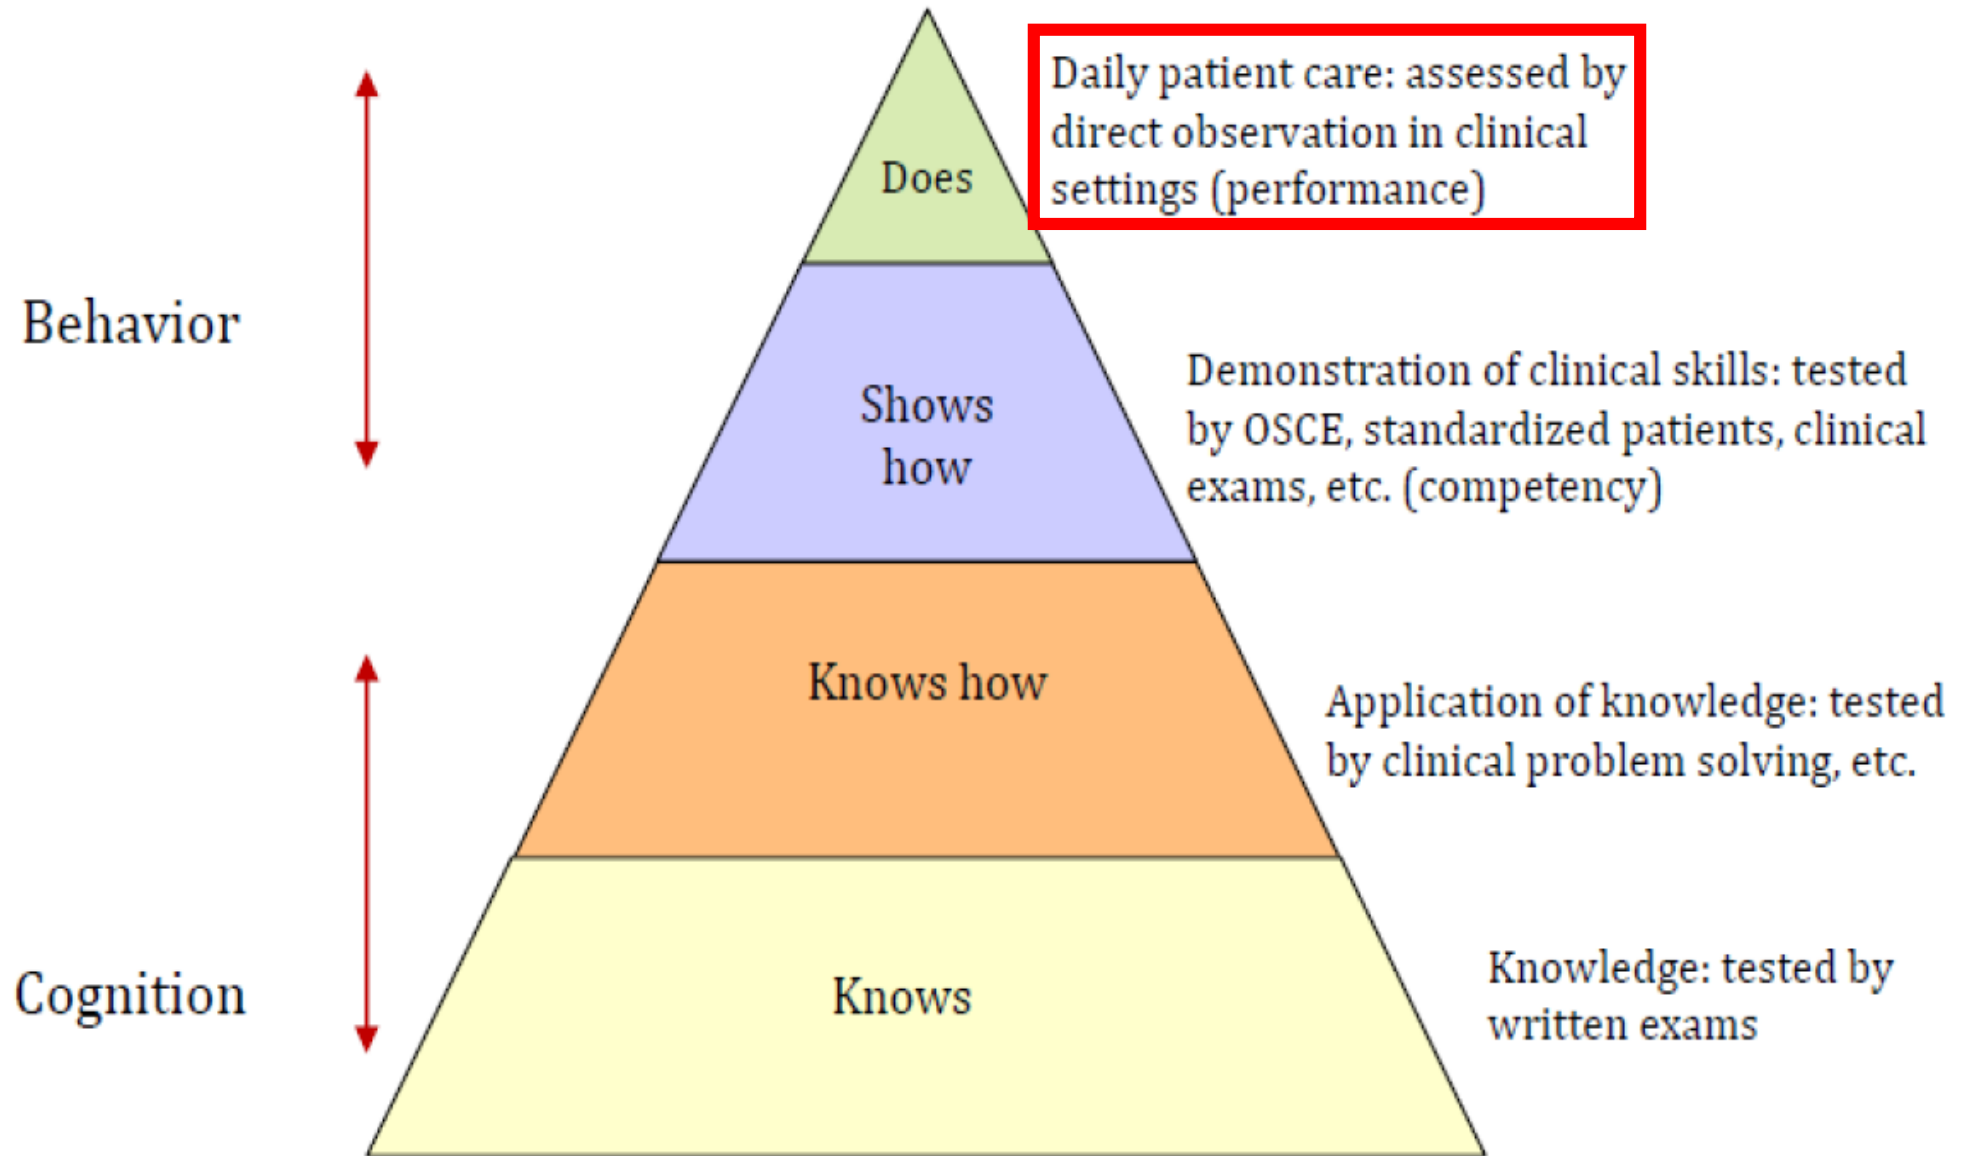 Daily patient care: assessed by
direct observation in clinical
settings (performance)
Does
Behavior
Shows
how
Demonstration of clinical skills: tested
by OSCE, standardized patients, clinical
exams, etc. (competency)
Knows how
Application of knowledge: tested
by clinical problem solving, etc.
Cognition
Knows
Knowledge: tested by
written exams